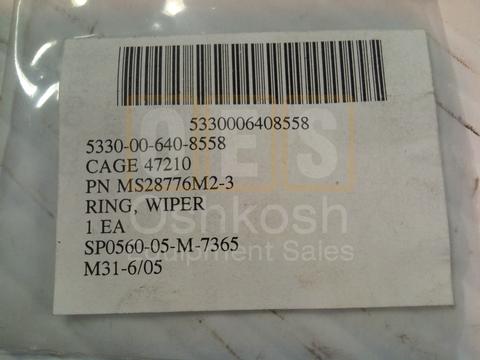 5330006408558
5330-00-640-8558
CAGE 47210
PN MS28776M2-3
RING, WIPER
1 EA
SP0560-05-M-7365
M31-6/05
OES
Oshkosh
Equipment Sales